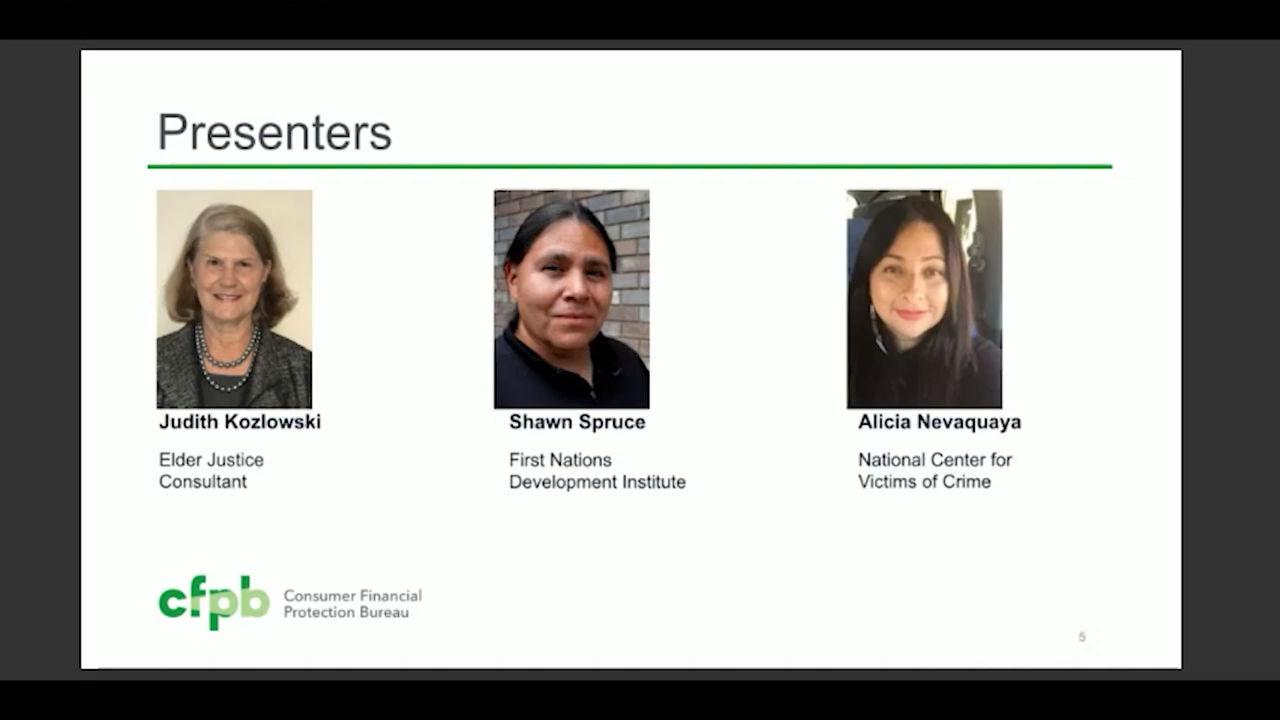 Presenters
Judith Kozlowski
Elder Justice
Consultant
Shawn Spruce
First Nations
Development Institute
Alicia Nevaquaya
National Center for
Victims of Crime
cfpb
Consumer Financial
Protection Bureau
5